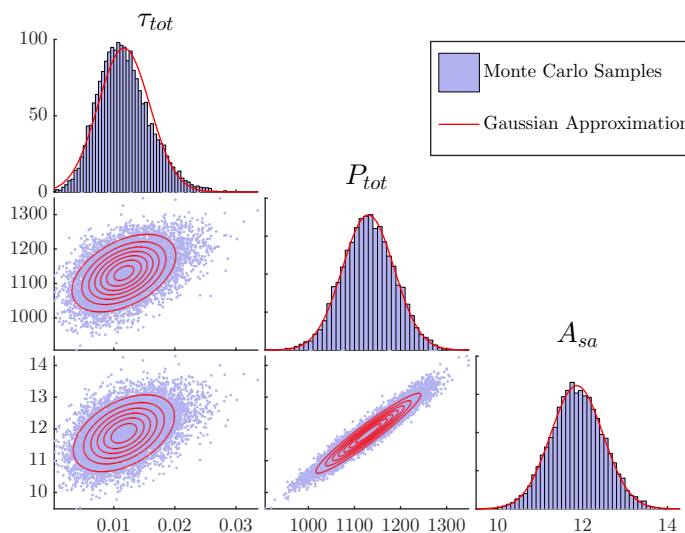 τ_tot
100
50
0
Monte Carlo Samples
Gaussian Approximation
P_tot
1300
1200
1100
1000
A_sa
14
13
12
11
10
0.01 0.02 0.03
1000 1100 1200 1300
10 12 14